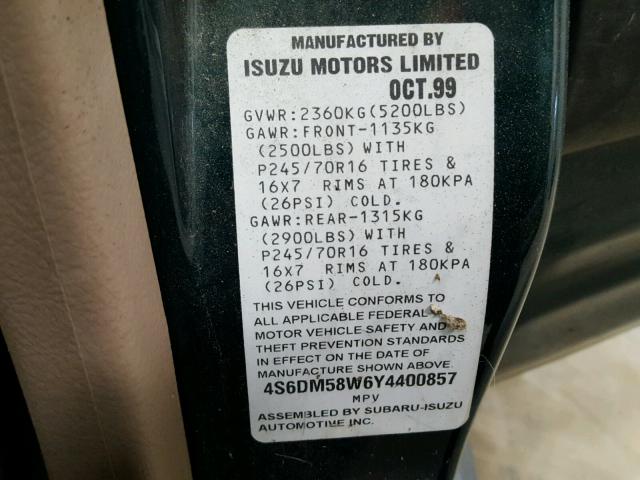 MANUFACTURED BY
ISUZU MOTORS LIMITED
OCT.99
GVWR:2360KG(5200LBS)
GAWR:FRONT-1135KG
(2500LBS) WITH
P245/70R16 TIRES &
16X7 RIMS AT 180KPA
(26PSI) COLD.
GAWR:REAR-1315KG
(2900LBS) WITH
P245/70R16 TIRES &
16X7 RIMS AT 180KPA
(26PSI) COLD.
THIS VEHICLE CONFORMS TO
ALL APPLICABLE FEDERAL
MOTOR VEHICLE SAFETY AND
THEFT PREVENTION STANDARDS
IN EFFECT ON THE DATE OF
MANUFACTURE SHOWN ABOVE.
4S6DM58W6Y4400857
MPV
ASSEMBLED BY SUBARU-ISUZU
AUTOMOTIVE INC.